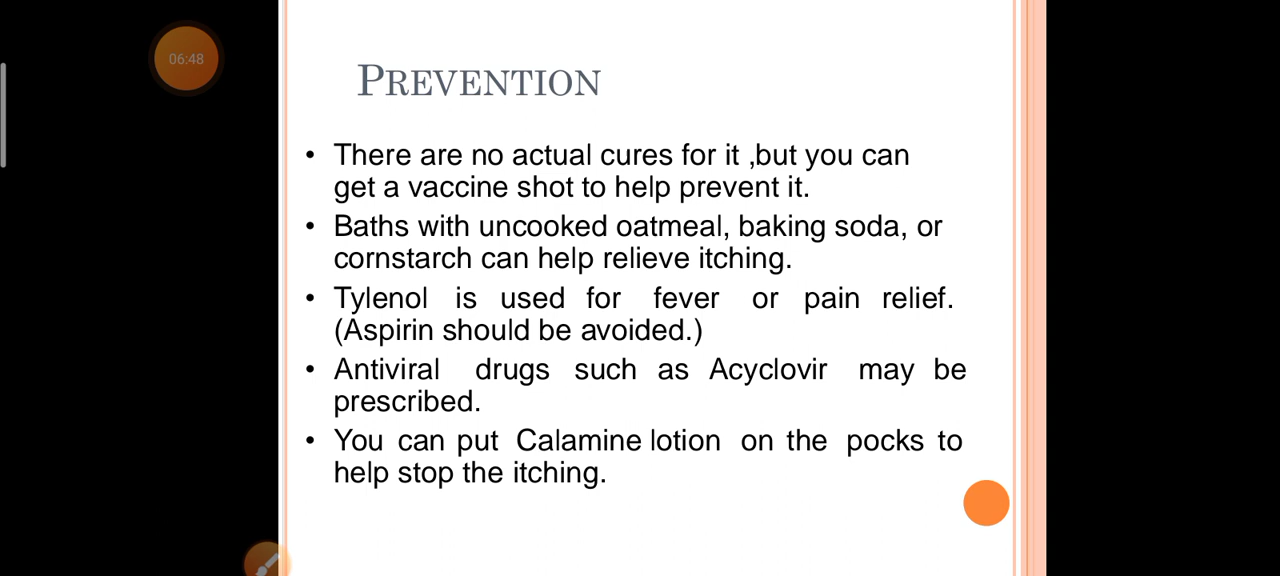 06:48
PREVENTION
• There are no actual cures for it ,but you can
get a vaccine shot to help prevent it.
• Baths with uncooked oatmeal, baking soda, or
cornstarch can help relieve itching.
• Tylenol is used for fever or pain relief.
(Aspirin should be avoided.)
• Antiviral drugs such as Acyclovir may be
prescribed.
• You can put Calamine lotion on the pocks to
help stop the itching.